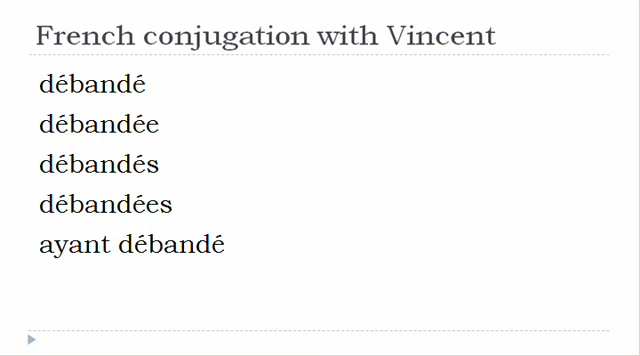 French conjugation with Vincent
débandé
débandée
débandés
débandées
ayant débandé